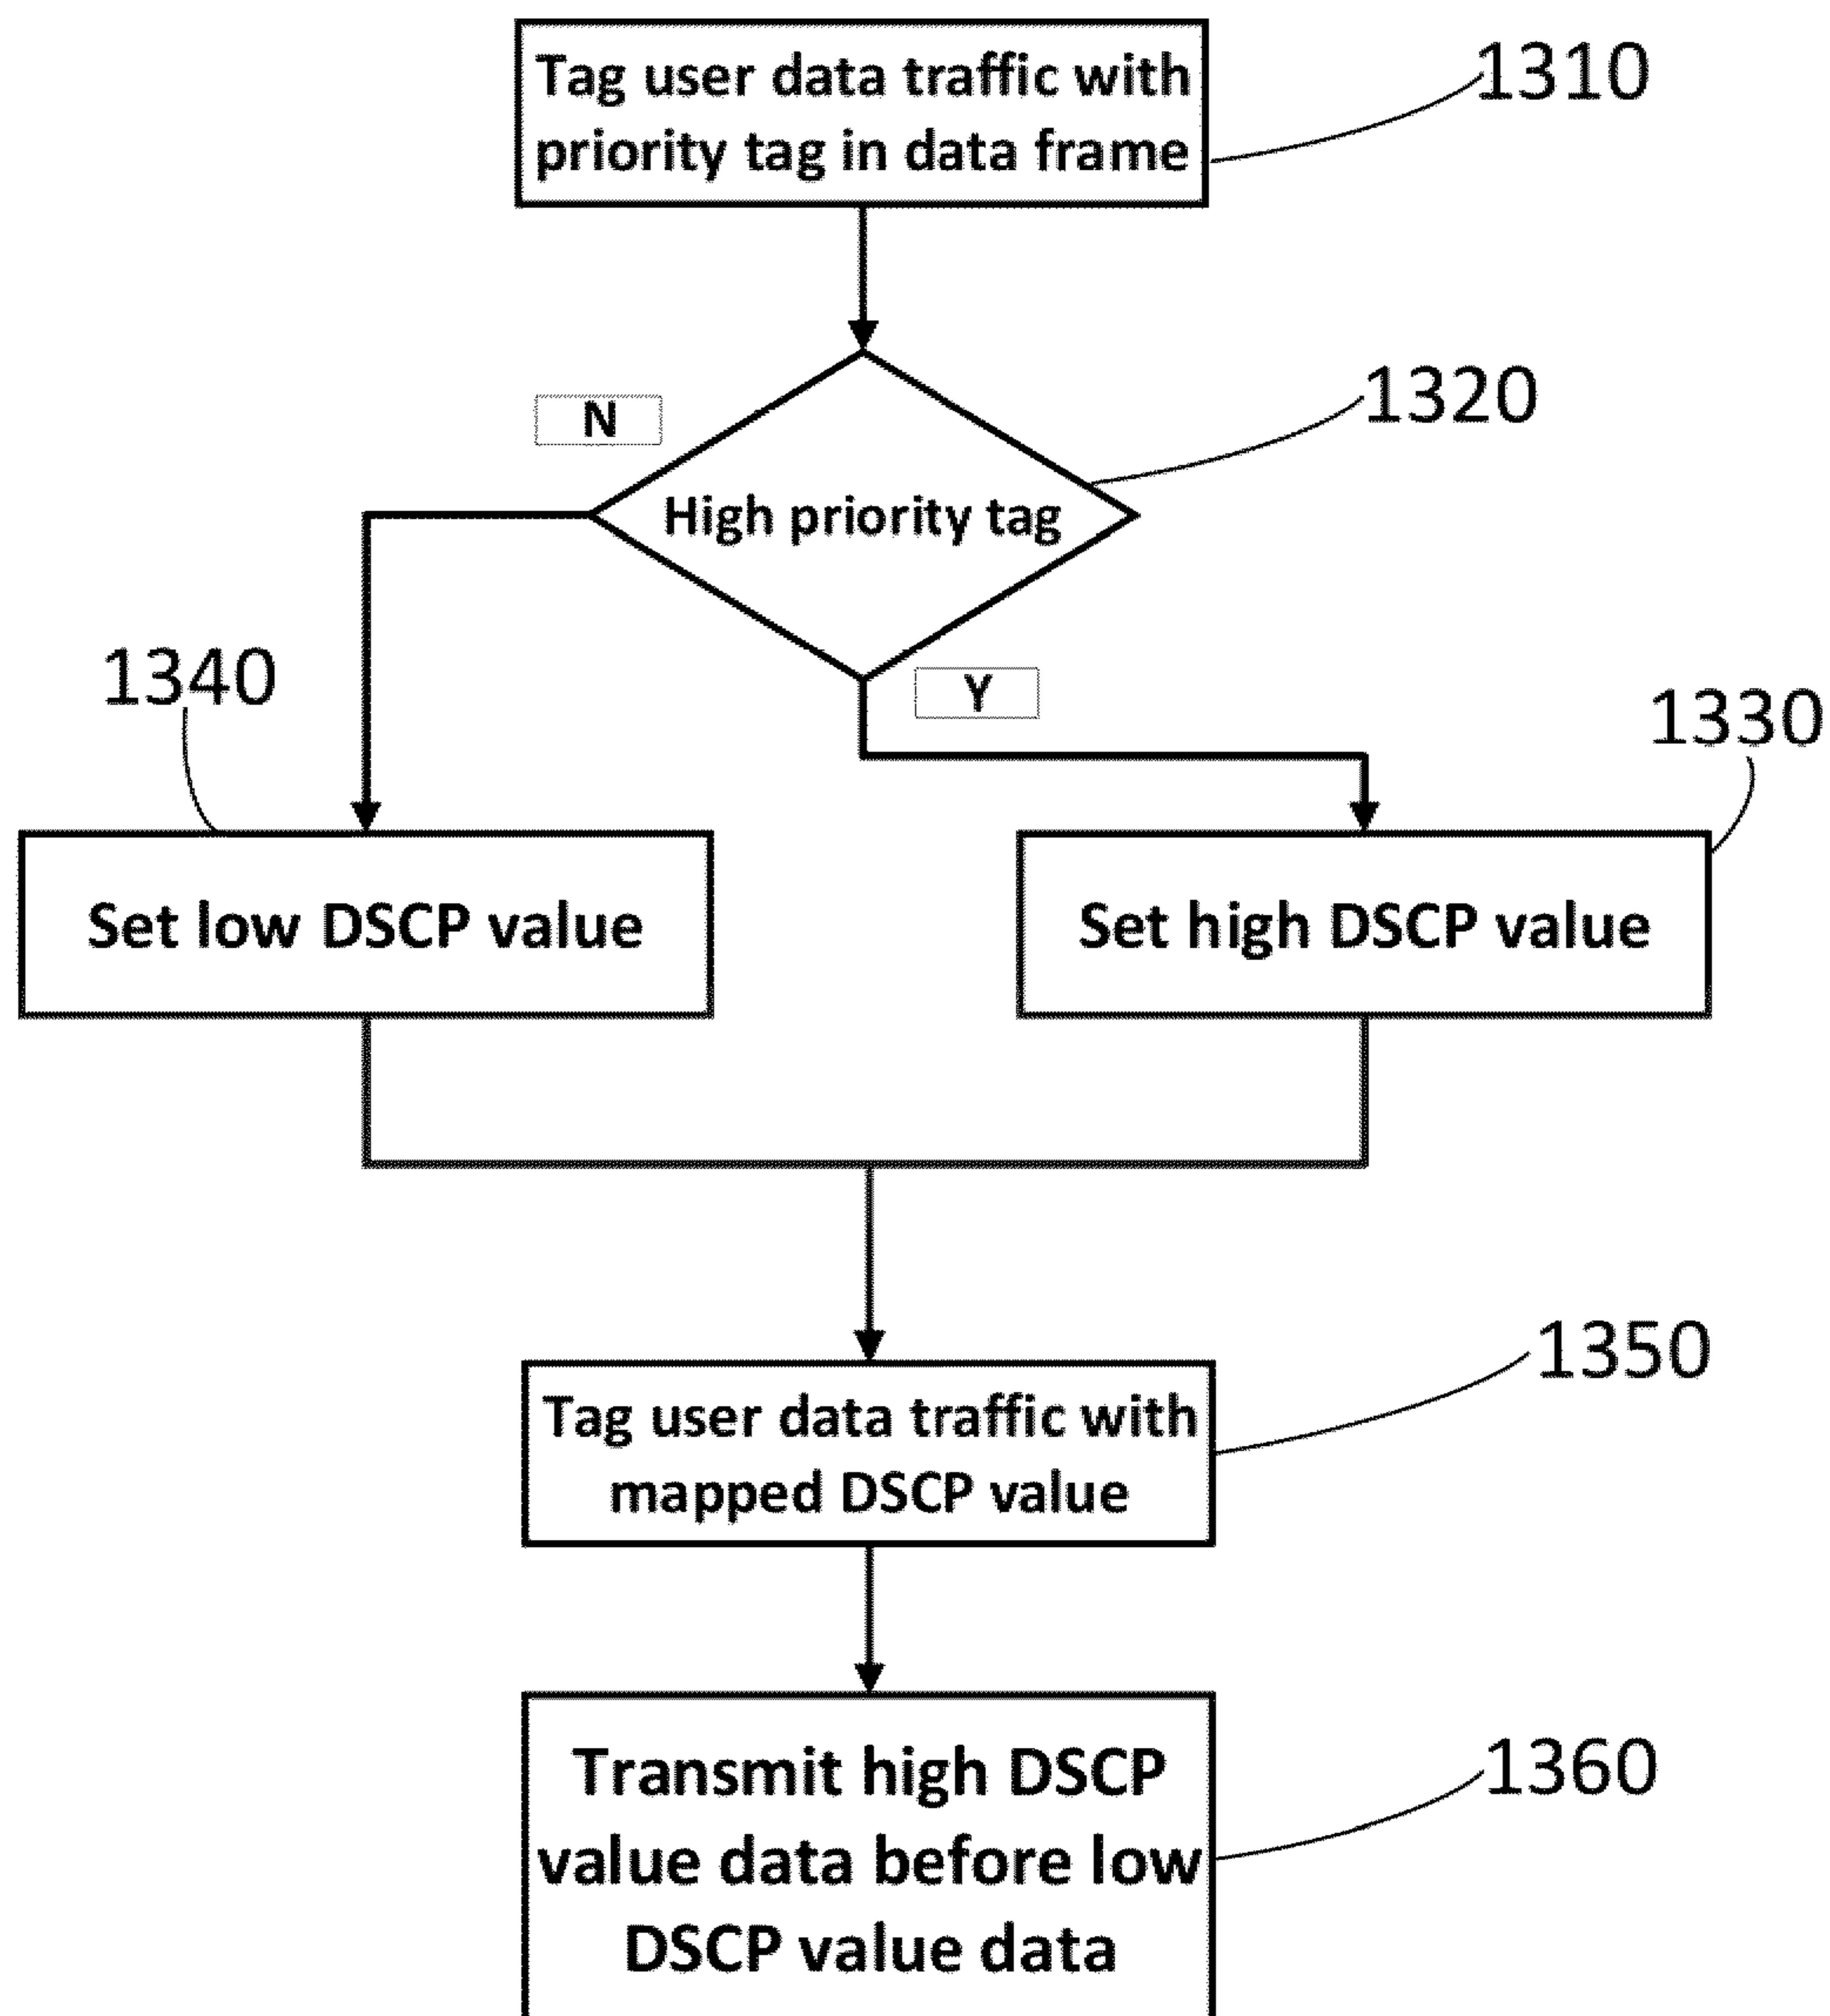 Tag user data traffic with
priority tag in data frame
1310
N
1320
High priority tag
Y
1340
1330
Set low DSCP value
Set high DSCP value
1350
Tag user data traffic with
mapped DSCP value
1360
Transmit high DSCP
value data before low
DSCP value data